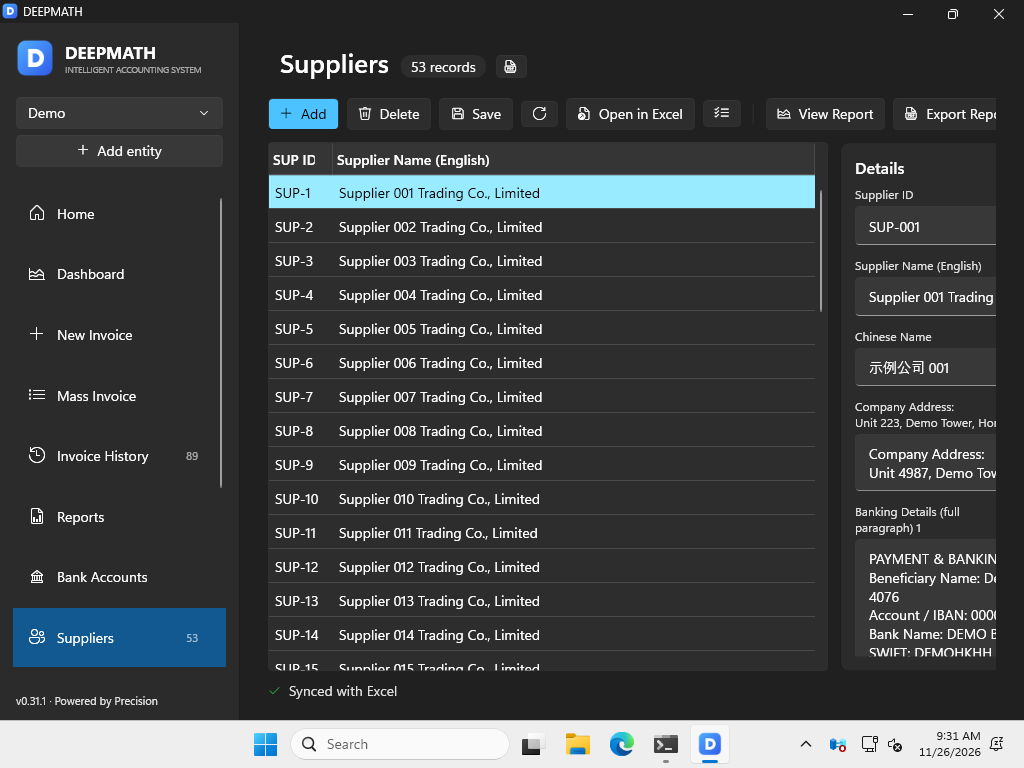 DEEPMATH
D DEEPMATH
INTELLIGENT ACCOUNTING SYSTEM
Demo
Add entity
Home
Dashboard
New Invoice
Mass Invoice
Invoice History 89
Reports
Bank Accounts
Suppliers 53
v0.31.1 · Powered by Precision
Suppliers 53 records
Add Delete Save Open in Excel View Report Export Repo
SUP ID Supplier Name (English)
SUP-1 Supplier 001 Trading Co., Limited
SUP-2 Supplier 002 Trading Co., Limited
SUP-3 Supplier 003 Trading Co., Limited
SUP-4 Supplier 004 Trading Co., Limited
SUP-5 Supplier 005 Trading Co., Limited
SUP-6 Supplier 006 Trading Co., Limited
SUP-7 Supplier 007 Trading Co., Limited
SUP-8 Supplier 008 Trading Co., Limited
SUP-9 Supplier 009 Trading Co., Limited
SUP-10 Supplier 010 Trading Co., Limited
SUP-11 Supplier 011 Trading Co., Limited
SUP-12 Supplier 012 Trading Co., Limited
SUP-13 Supplier 013 Trading Co., Limited
SUP-14 Supplier 014 Trading Co., Limited
SUP-15 Supplier 015 Trading Co., Limited
Synced with Excel
Details
Supplier ID
SUP-001
Supplier Name (English)
Supplier 001 Trading
Chinese Name
示例公司 001
Company Address:
Unit 223, Demo Tower, Hon
Company Address:
Unit 4987, Demo Tow
Banking Details (full
paragraph) 1
PAYMENT & BANKIN
Beneficiary Name: De
4076
Account / IBAN: 0000
Bank Name: DEMO B
SWIFT: DEMOHKHH
Search
9:31 AM
11/26/2026